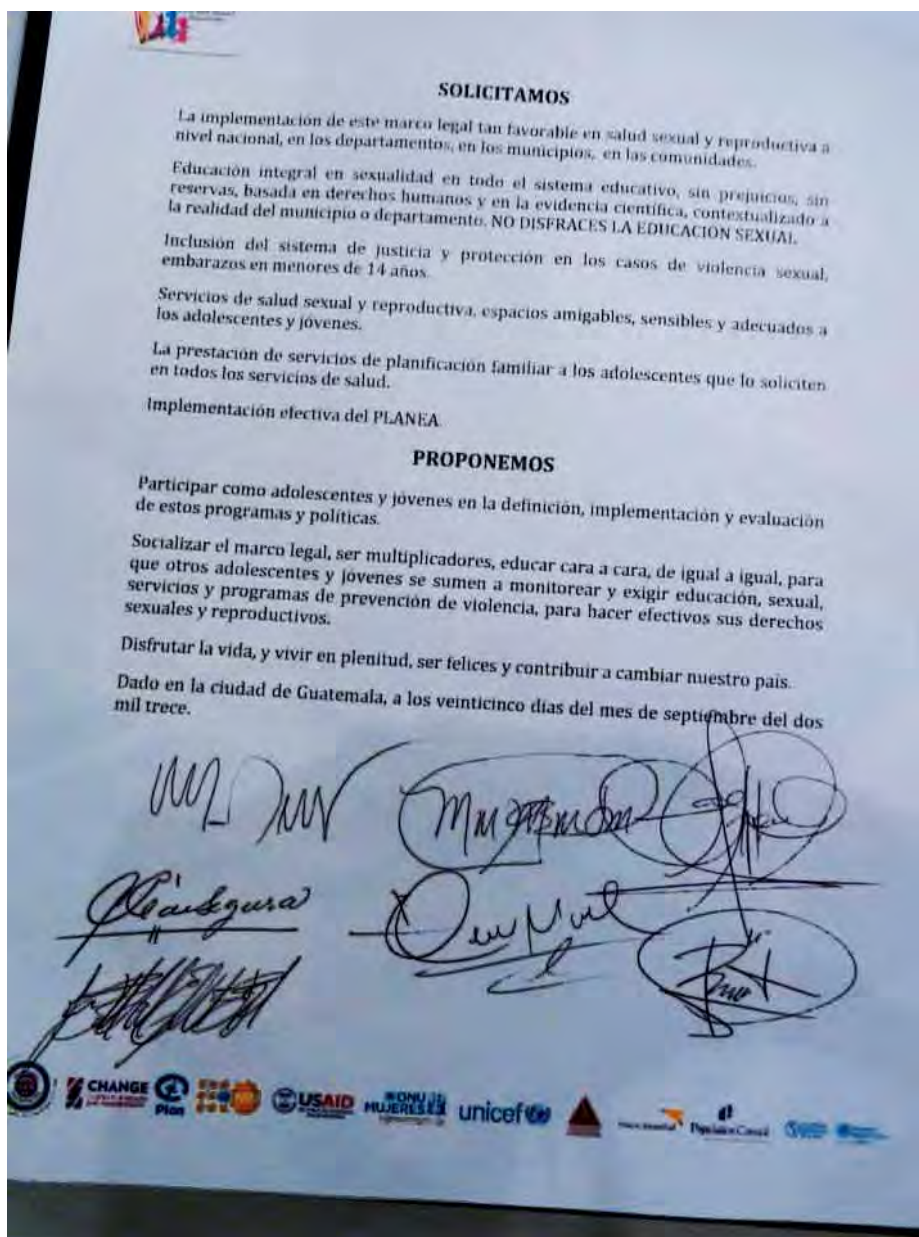 SOLICITAMOS
La implementación de este marco legal tan favorable en salud sexual y reproductiva a
nivel nacional, en los departamentos, en los municipios, en las comunidades.
Educación integral en sexualidad en todo el sistema educativo, sin prejuicios, sin
reservas, basada en derechos humanos y en la evidencia científica, contextualizado a
la realidad del municipio o departamento. NO DISFRACES LA EDUCACION SEXUAL
Inclusión del sistema de justicia y protección en los casos de violencia sexual,
embarazos en menores de 14 años.
Servicios de salud sexual y reproductiva, espacios amigables, sensibles y adecuados a
los adolescentes y jóvenes.
La prestación de servicios de planificación familiar a los adolescentes que lo soliciten
en todos los servicios de salud.
Implementación efectiva del PLANEA
PROPONEMOS
Participar como adolescentes y jóvenes en la definición, implementación y evaluación
de estos programas y políticas.
Socializar el marco legal, ser multiplicadores, educar cara a cara, de igual a igual, para
que otros adolescentes y jóvenes se sumen a monitorear y exigir educación, sexual,
servicios y programas de prevención de violencia, para hacer efectivos sus derechos
sexuales y reproductivos.
Disfrutar la vida, y vivir en plenitud, ser felices y contribuir a cambiar nuestro país.
Dado en la ciudad de Guatemala, a los veinticinco días del mes de septiembre del dos
mil trece.
CHANGE Plan USAID ONU MUJERES unicef Population Council